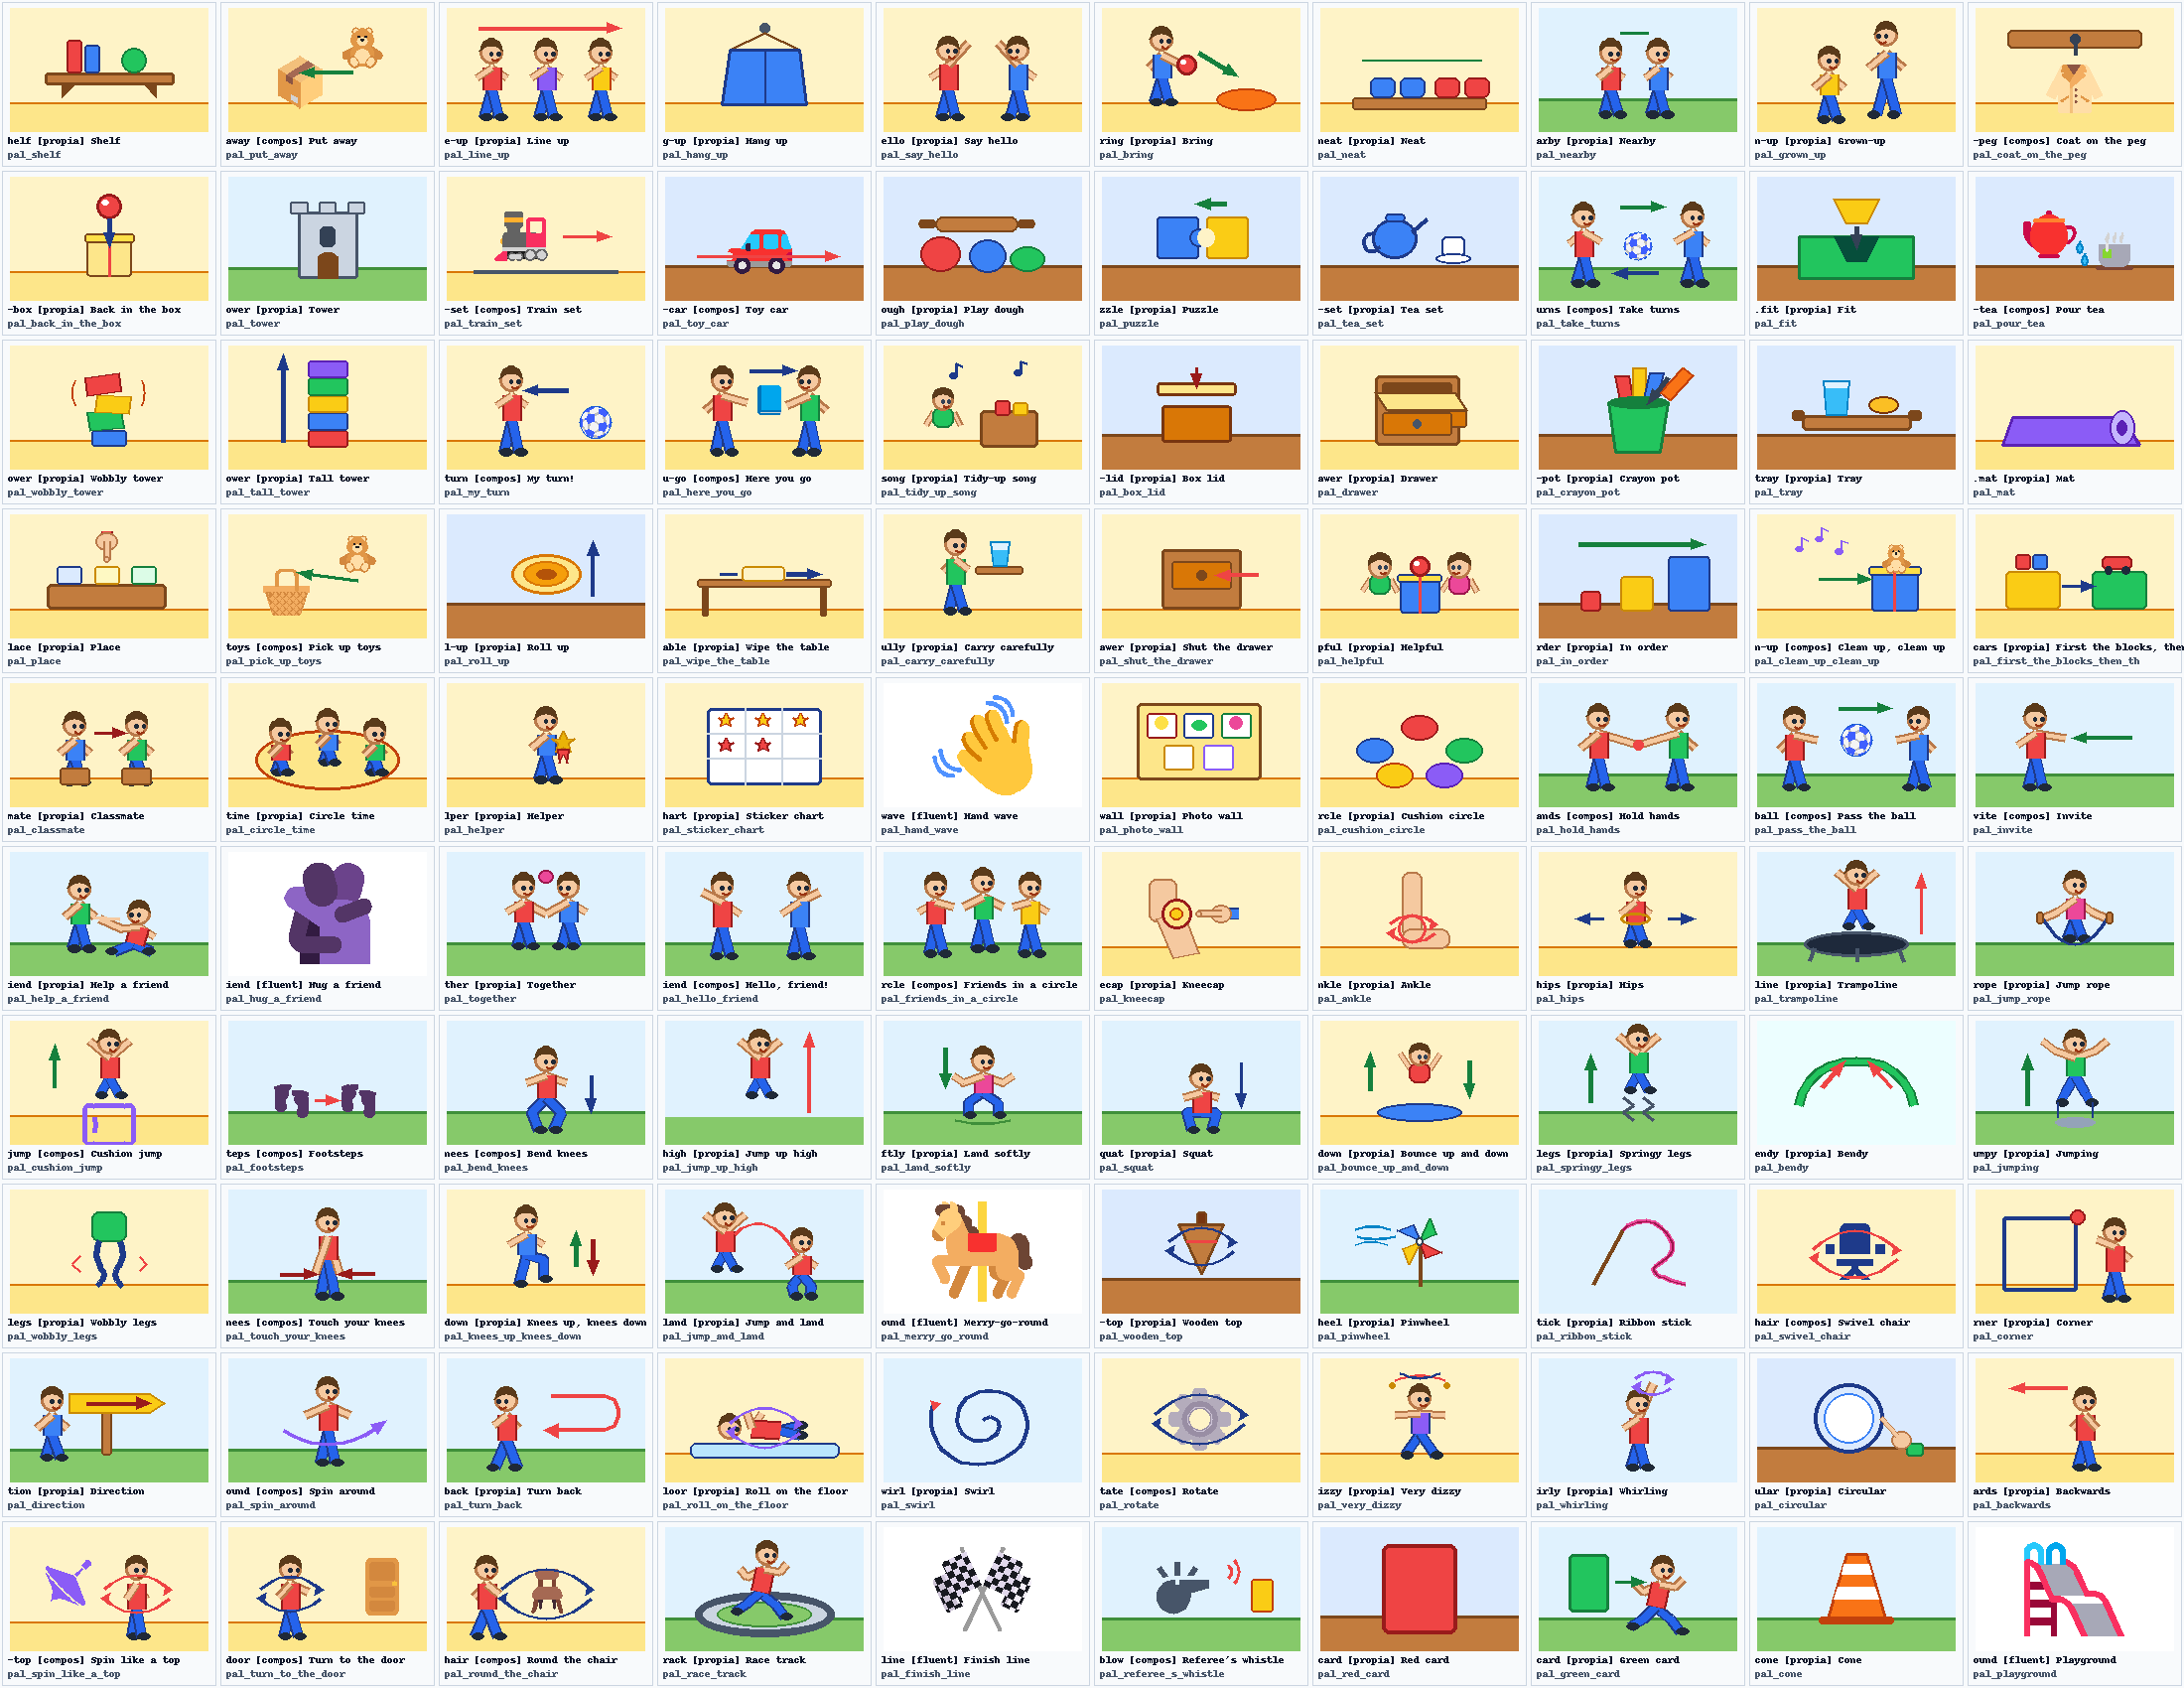 helf [propia] Shelf
pal_shelf
away [compos] Put away
pal_put_away
e-up [propia] Line up
pal_line_up
g-up [propia] Hang up
pal_hang_up
ello [propia] Say hello
pal_say_hello
ring [propia] Bring
pal_bring
neat [propia] Neat
pal_neat
arby [propia] Nearby
pal_nearby
n-up [propia] Grown-up
pal_grown_up
-peg [compos] Coat on the peg
pal_coat_on_the_peg
-box [propia] Back in the box
pal_back_in_the_box
ower [propia] Tower
pal_tower
-set [compos] Train set
pal_train_set
-car [compos] Toy car
pal_toy_car
ough [propia] Play dough
pal_play_dough
zzle [propia] Puzzle
pal_puzzle
-set [propia] Tea set
pal_tea_set
urns [compos] Take turns
pal_take_turns
.fit [propia] Fit
pal_fit
-tea [compos] Pour tea
pal_pour_tea
ower [propia] Wobbly tower
pal_wobbly_tower
ower [propia] Tall tower
pal_tall_tower
turn [compos] My turn!
pal_my_turn
u-go [compos] Here you go
pal_here_you_go
song [propia] Tidy-up song
pal_tidy_up_song
-lid [propia] Box lid
pal_box_lid
awer [propia] Drawer
pal_drawer
-pot [propia] Crayon pot
pal_crayon_pot
tray [propia] Tray
pal_tray
.mat [propia] Mat
pal_mat
lace [propia] Place
pal_place
toys [compos] Pick up toys
pal_pick_up_toys
l-up [propia] Roll up
pal_roll_up
able [propia] Wipe the table
pal_wipe_the_table
ully [propia] Carry carefully
pal_carry_carefully
awer [propia] Shut the drawer
pal_shut_the_drawer
pful [propia] Helpful
pal_helpful
rder [propia] In order
pal_in_order
n-up [compos] Clean up, clean up
pal_clean_up_clean_up
cars [propia] First the blocks, then
pal_first_the_blocks_then_th
mate [propia] Classmate
pal_classmate
time [propia] Circle time
pal_circle_time
lper [propia] Helper
pal_helper
hart [propia] Sticker chart
pal_sticker_chart
wave [fluent] Hand wave
pal_hand_wave
wall [propia] Photo wall
pal_photo_wall
rcle [propia] Cushion circle
pal_cushion_circle
ands [compos] Hold hands
pal_hold_hands
ball [compos] Pass the ball
pal_pass_the_ball
vite [compos] Invite
pal_invite
iend [propia] Help a friend
pal_help_a_friend
iend [fluent] Hug a friend
pal_hug_a_friend
ther [propia] Together
pal_together
iend [compos] Hello, friend!
pal_hello_friend
rcle [compos] Friends in a circle
pal_friends_in_a_circle
ecap [propia] Kneecap
pal_kneecap
nkle [propia] Ankle
pal_ankle
hips [propia] Hips
pal_hips
line [propia] Trampoline
pal_trampoline
rope [propia] Jump rope
pal_jump_rope
jump [compos] Cushion jump
pal_cushion_jump
teps [compos] Footsteps
pal_footsteps
nees [compos] Bend knees
pal_bend_knees
high [propia] Jump up high
pal_jump_up_high
ftly [propia] Land softly
pal_land_softly
quat [propia] Squat
pal_squat
down [propia] Bounce up and down
pal_bounce_up_and_down
legs [propia] Springy legs
pal_springy_legs
endy [propia] Bendy
pal_bendy
umpy [propia] Jumping
pal_jumping
legs [propia] Wobbly legs
pal_wobbly_legs
nees [compos] Touch your knees
pal_touch_your_knees
down [propia] Knees up, knees down
pal_knees_up_knees_down
land [propia] Jump and land
pal_jump_and_land
ound [fluent] Merry-go-round
pal_merry_go_round
-top [propia] Wooden top
pal_wooden_top
heel [propia] Pinwheel
pal_pinwheel
tick [propia] Ribbon stick
pal_ribbon_stick
hair [compos] Swivel chair
pal_swivel_chair
rner [propia] Corner
pal_corner
tion [propia] Direction
pal_direction
ound [compos] Spin around
pal_spin_around
back [propia] Turn back
pal_turn_back
loor [propia] Roll on the floor
pal_roll_on_the_floor
wirl [propia] Swirl
pal_swirl
tate [compos] Rotate
pal_rotate
izzy [propia] Very dizzy
pal_very_dizzy
irly [propia] Whirling
pal_whirling
ular [propia] Circular
pal_circular
ards [propia] Backwards
pal_backwards
-top [compos] Spin like a top
pal_spin_like_a_top
door [compos] Turn to the door
pal_turn_to_the_door
hair [compos] Round the chair
pal_round_the_chair
rack [propia] Race track
pal_race_track
line [fluent] Finish line
pal_finish_line
blow [compos] Referee's whistle
pal_referee_s_whistle
card [propia] Red card
pal_red_card
card [propia] Green card
pal_green_card
cone [propia] Cone
pal_cone
ound [fluent] Playground
pal_playground